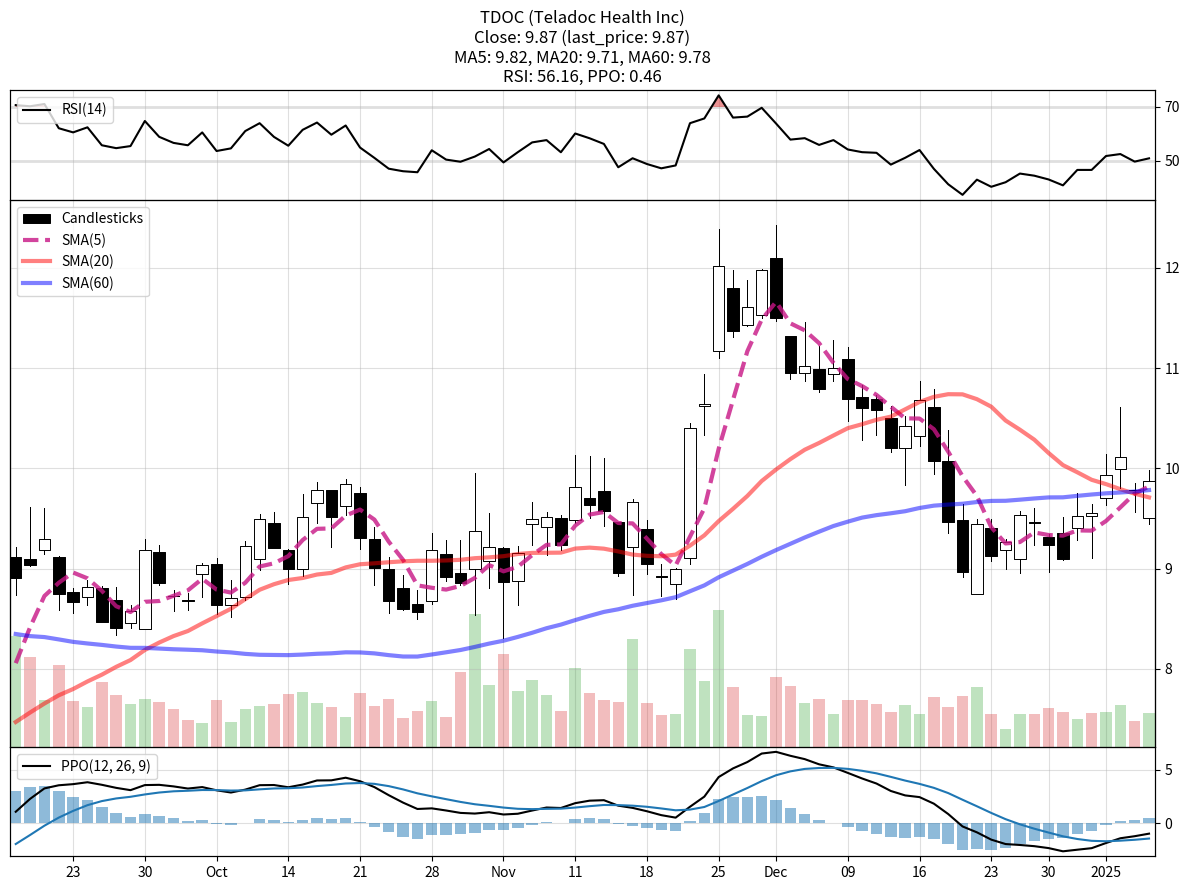 TDOC (Teladoc Health Inc)
Close: 9.87 (last_price: 9.87)
MA5: 9.82, MA20: 9.71, MA60: 9.78
RSI: 56.16, PPO: 0.46
RSI(14)
70
50
Candlesticks
SMA(5)
SMA(20)
SMA(60)
12
11
10
9
8
PPO(12, 26, 9)
5
0
23
30
Oct
14
21
28
Nov
11
18
25
Dec
09
16
23
30
2025